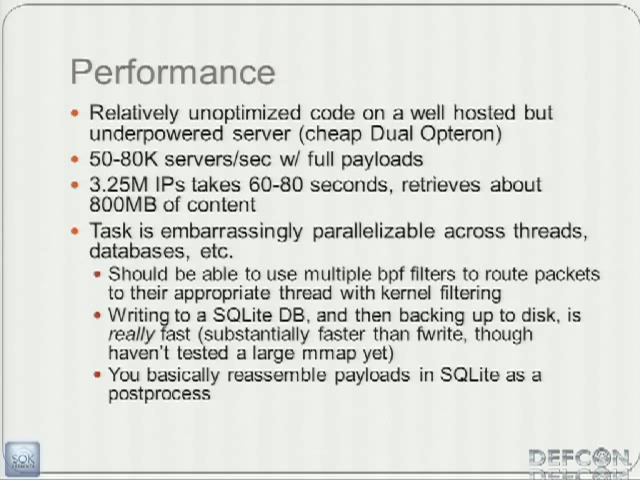 Performance
Relatively unoptimized code on a well hosted but
underpowered server (cheap Dual Opteron)
50-80K servers/sec w/ full payloads
3.25M IPs takes 60-80 seconds, retrieves about
800MB of content
Task is embarrassingly parallelizable across threads,
databases, etc.
Should be able to use multiple bpf filters to route packets
to their appropriate thread with kernel filtering
Writing to a SQLite DB, and then backing up to disk, is
really fast (substantially faster than fwrite, though
haven't tested a large mmap yet)
You basically reassemble payloads in SQLite as a
postprocess
SOK
DEFCON